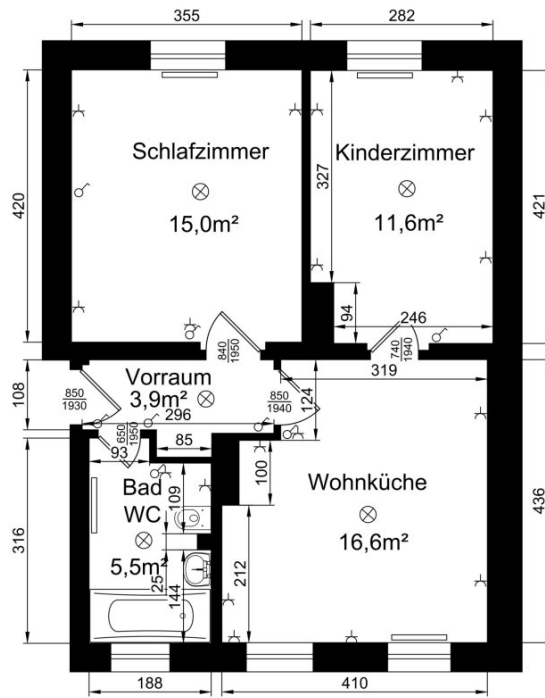 355
282
420
327
421
Schlafzimmer
15,0m²
Kinderzimmer
11,6m²
94
246
840
1950
740
1940
319
108
850
1930
Vorraum
3,9m²
296
850
1940
124
650
1950
93
85
100
109
Bad
WC
5,5m²
Wohnküche
16,6m²
436
316
25
144
212
188
410